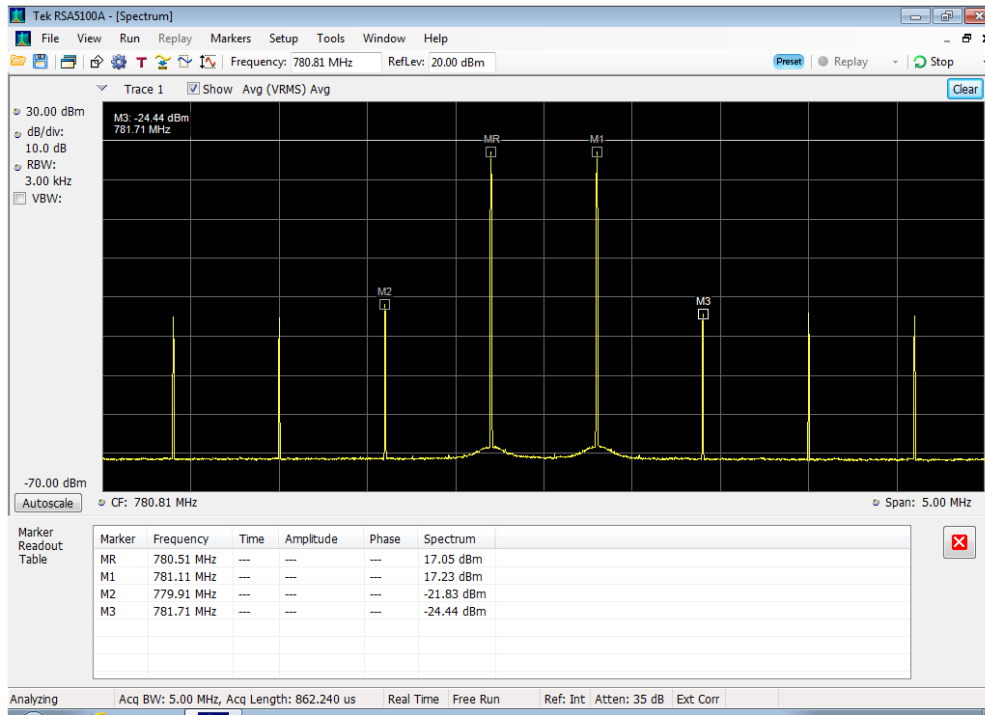 Tek RSA5100A - [Spectrum]
File View Run Replay Markers Setup Tools Window Help
T Frequency: 780.81 MHz RefLev: 20.00 dBm Preset Replay Stop
Trace 1 Show Avg (VRMS) Avg Clear
30.00 dBm
dB/div:
10.0 dB
RBW:
3.00 kHz
VBW:
M3: -24.44 dBm
781.71 MHz
MR M1
M2 M3
-70.00 dBm
Autoscale CF: 780.81 MHz Span: 5.00 MHz
Marker
Readout
Table
Marker Frequency Time Amplitude Phase Spectrum
MR 780.51 MHz --- --- --- 17.05 dBm
M1 781.11 MHz --- --- --- 17.23 dBm
M2 779.91 MHz --- --- --- -21.83 dBm
M3 781.71 MHz --- --- --- -24.44 dBm
Analyzing Acq BW: 5.00 MHz, Acq Length: 862.240 us Real Time Free Run Ref: Int Atten: 35 dB Ext Corr